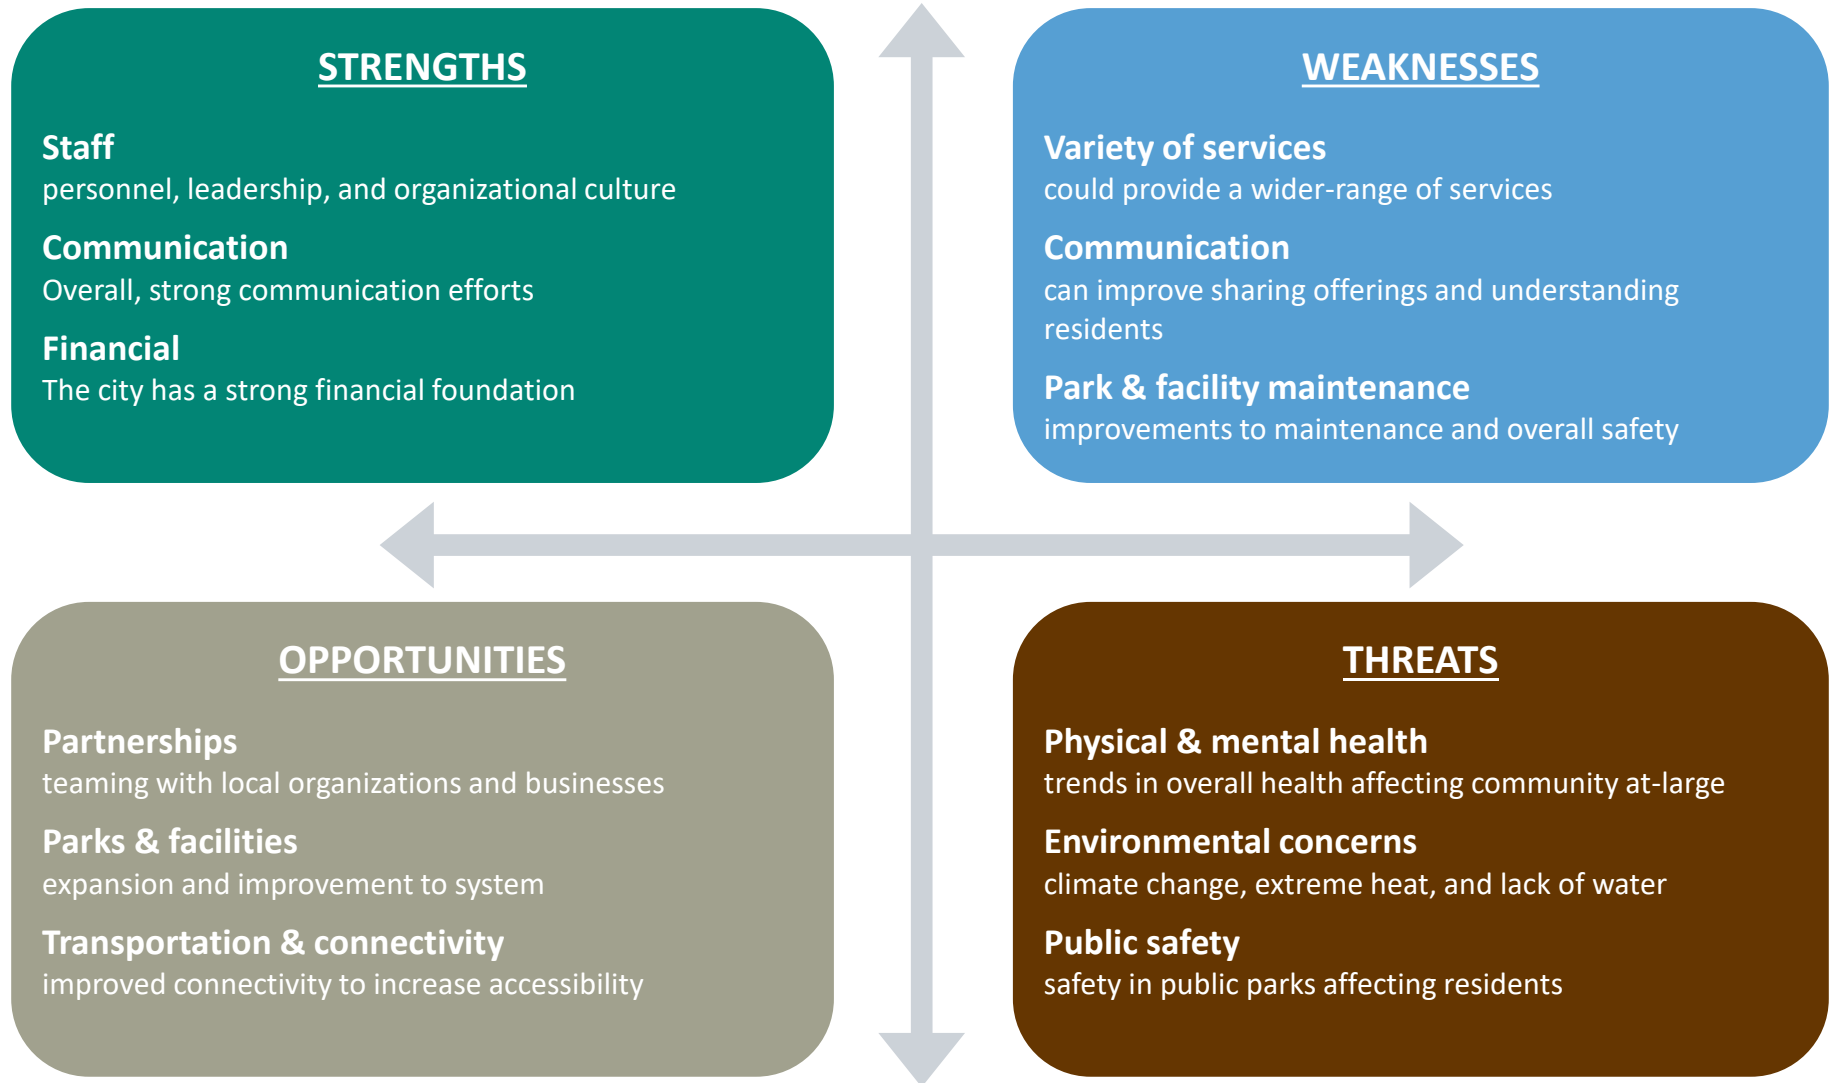 STRENGTHS
Staff
personnel, leadership, and organizational culture
Communication
Overall, strong communication efforts
Financial
The city has a strong financial foundation
WEAKNESSES
Variety of services
could provide a wider-range of services
Communication
can improve sharing offerings and understanding
residents
Park & facility maintenance
improvements to maintenance and overall safety
OPPORTUNITIES
Partnerships
teaming with local organizations and businesses
Parks & facilities
expansion and improvement to system
Transportation & connectivity
improved connectivity to increase accessibility
THREATS
Physical & mental health
trends in overall health affecting community at-large
Environmental concerns
climate change, extreme heat, and lack of water
Public safety
safety in public parks affecting residents